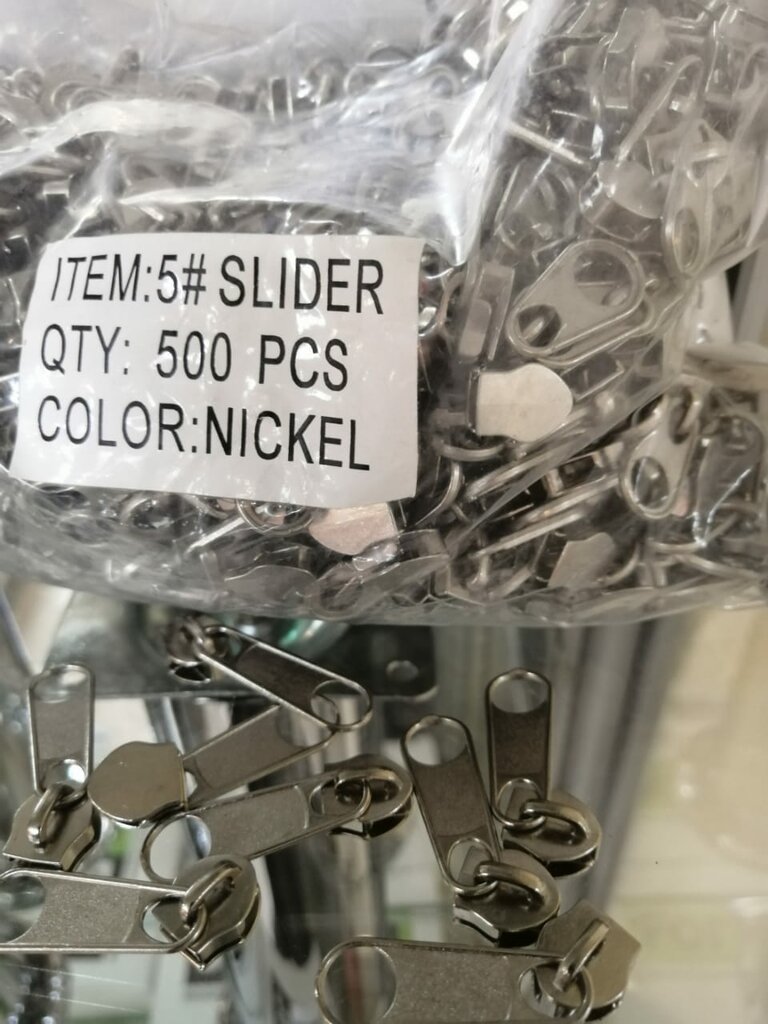 ITEM:5# SLIDER
QTY: 500 PCS
COLOR:NICKEL